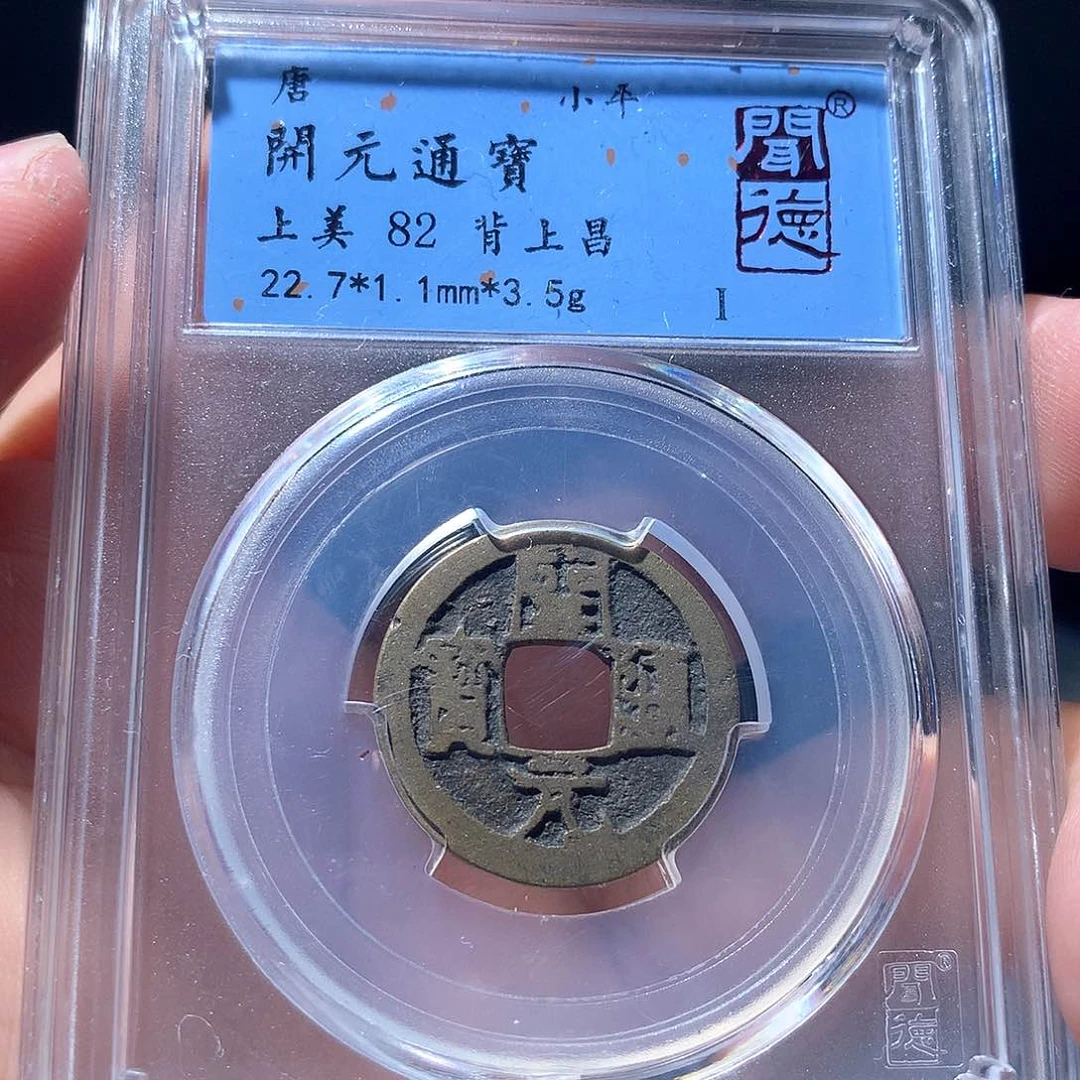 唐 小平
開元通寶
上美 82 背上昌
22.7*1.1mm*3.5g
I
聞德®
開元通寶
聞德®